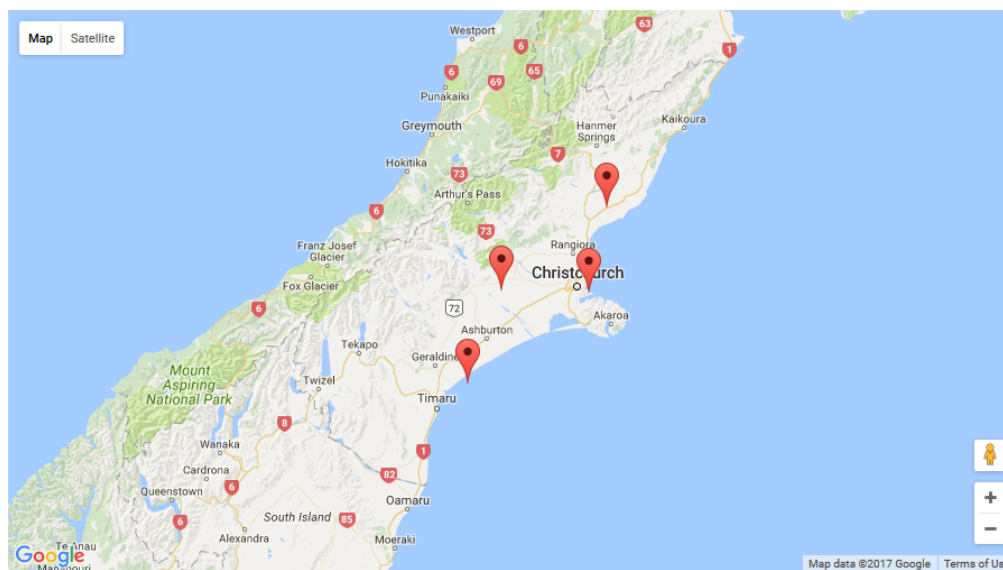 Map Satellite
Westport
63
6
1
6
65
69
Punakaiki
Kaikoura
Greymouth
Hanmer
Springs
7
Hokitika
73
Arthur's Pass
6
73
Franz Josef
Glacier
Rangiora
Fox Glacier
Christchurch
6
72
Akaroa
Ashburton
Tekapo
Geraldine
Mount
Aspiring
National Park
Twizel
Timaru
8
Wanaka
1
Cardrona
82
6
Queenstown
Oamaru
6
South Island
85
Alexandra
Moeraki
Te Anau
Google
Map data ©2017 Google
Terms of Us